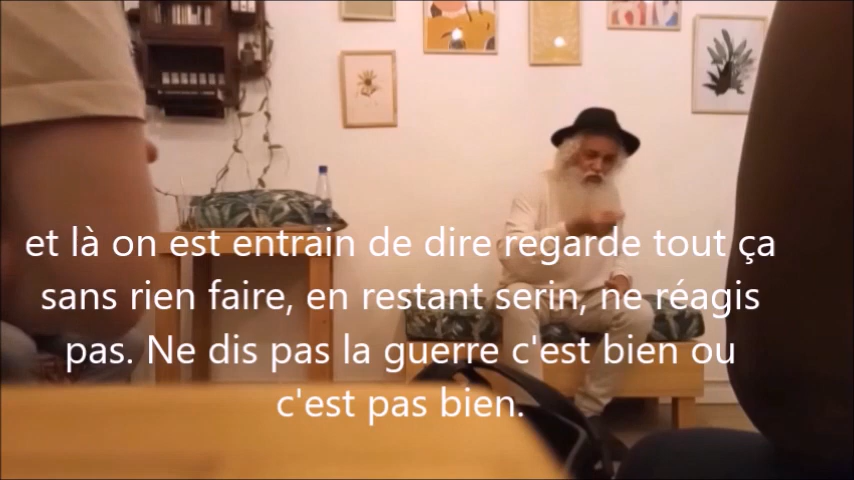 et là on est entrain de dire regarde tout ça
sans rien faire, en restant serin, ne réagis
pas. Ne dis pas la guerre c'est bien ou
c'est pas bien.